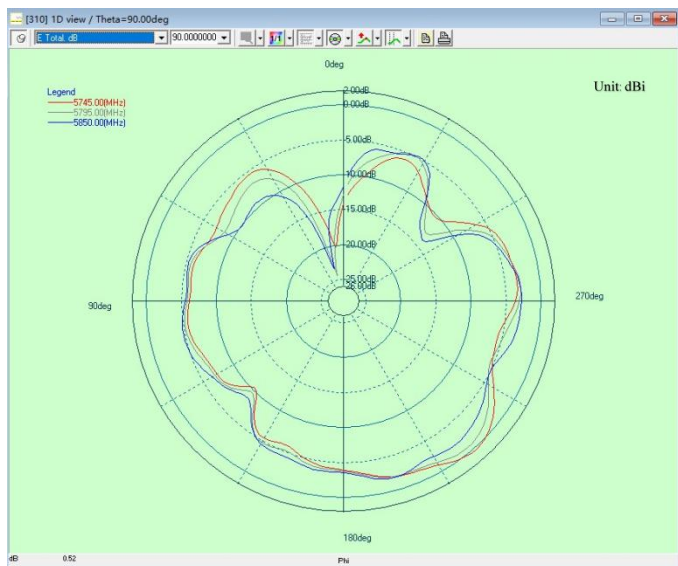 [310] 1D view / Theta=90.00deg
E Total. dB
90.0000000
1/1
0deg
Unit: dBi
Legend
5745.00(MHz)
5795.00(MHz)
5850.00(MHz)
2.00dB
0.00dB
-5.00dB
-10.00dB
-15.00dB
-20.00dB
-25.00dB
90deg
270deg
180deg
dB 0.52 Phi